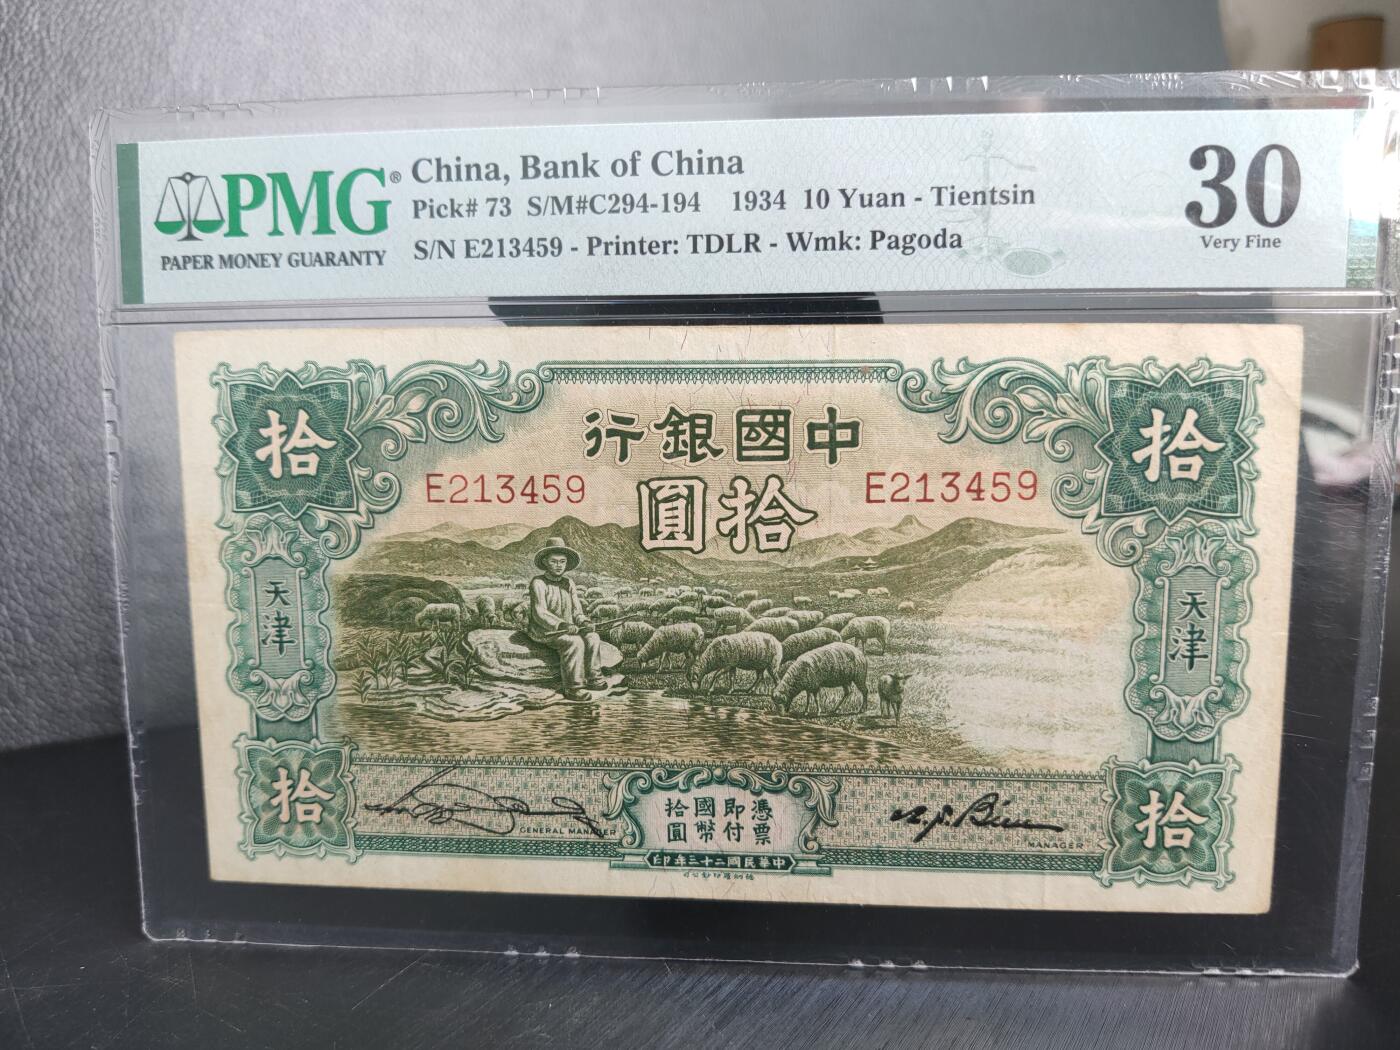 PMG®
PAPER MONEY GUARANTY
China, Bank of China
Pick# 73 S/M#C294-194 1934 10 Yuan - Tientsin
S/N E213459 - Printer: TDLR - Wmk: Pagoda
30
Very Fine
拾
行銀國中
拾
E213459
圓拾
E213459
天津
天津
拾
憑票即付國幣拾圓
拾
GENERAL MANAGER
MANAGER
印年三十二國民華中